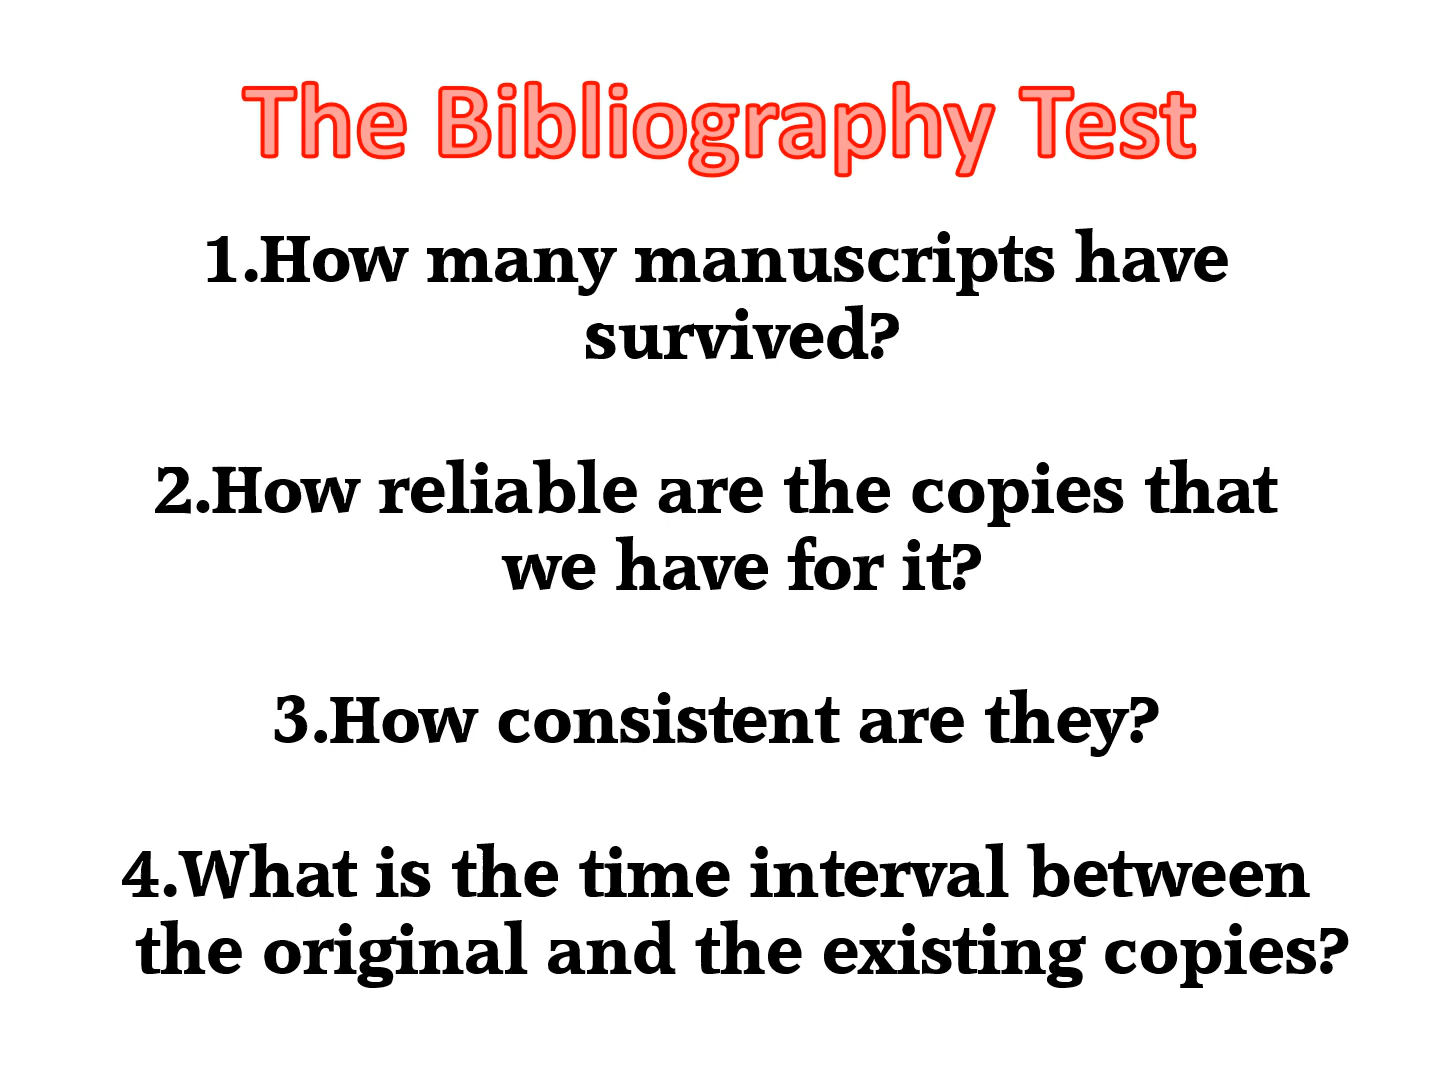 The Bibliography Test
1.How many manuscripts have
survived?
2.How reliable are the copies that
we have for it?
3.How consistent are they?
4.What is the time interval between
the original and the existing copies?